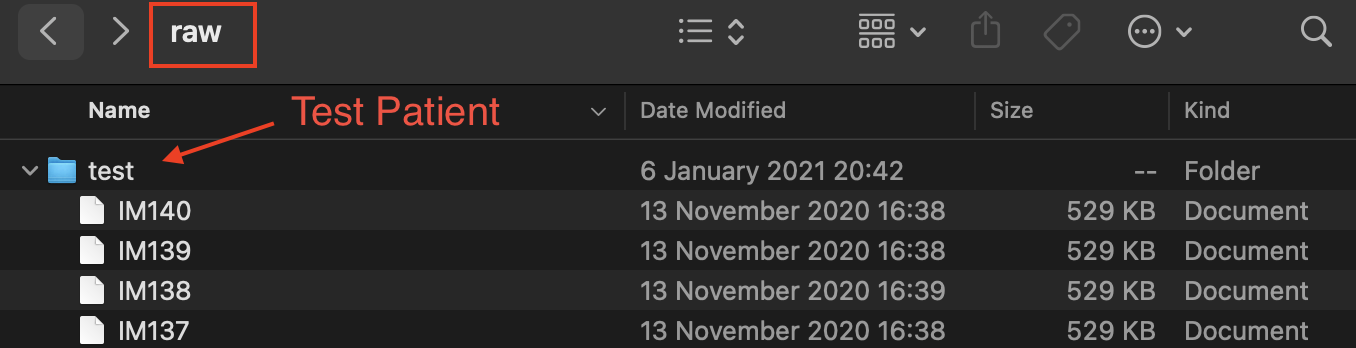 raw
Name Test Patient Date Modified Size Kind
test 6 January 2021 20:42 -- Folder
IM140 13 November 2020 16:38 529 KB Document
IM139 13 November 2020 16:38 529 KB Document
IM138 13 November 2020 16:39 529 KB Document
IM137 13 November 2020 16:38 529 KB Document